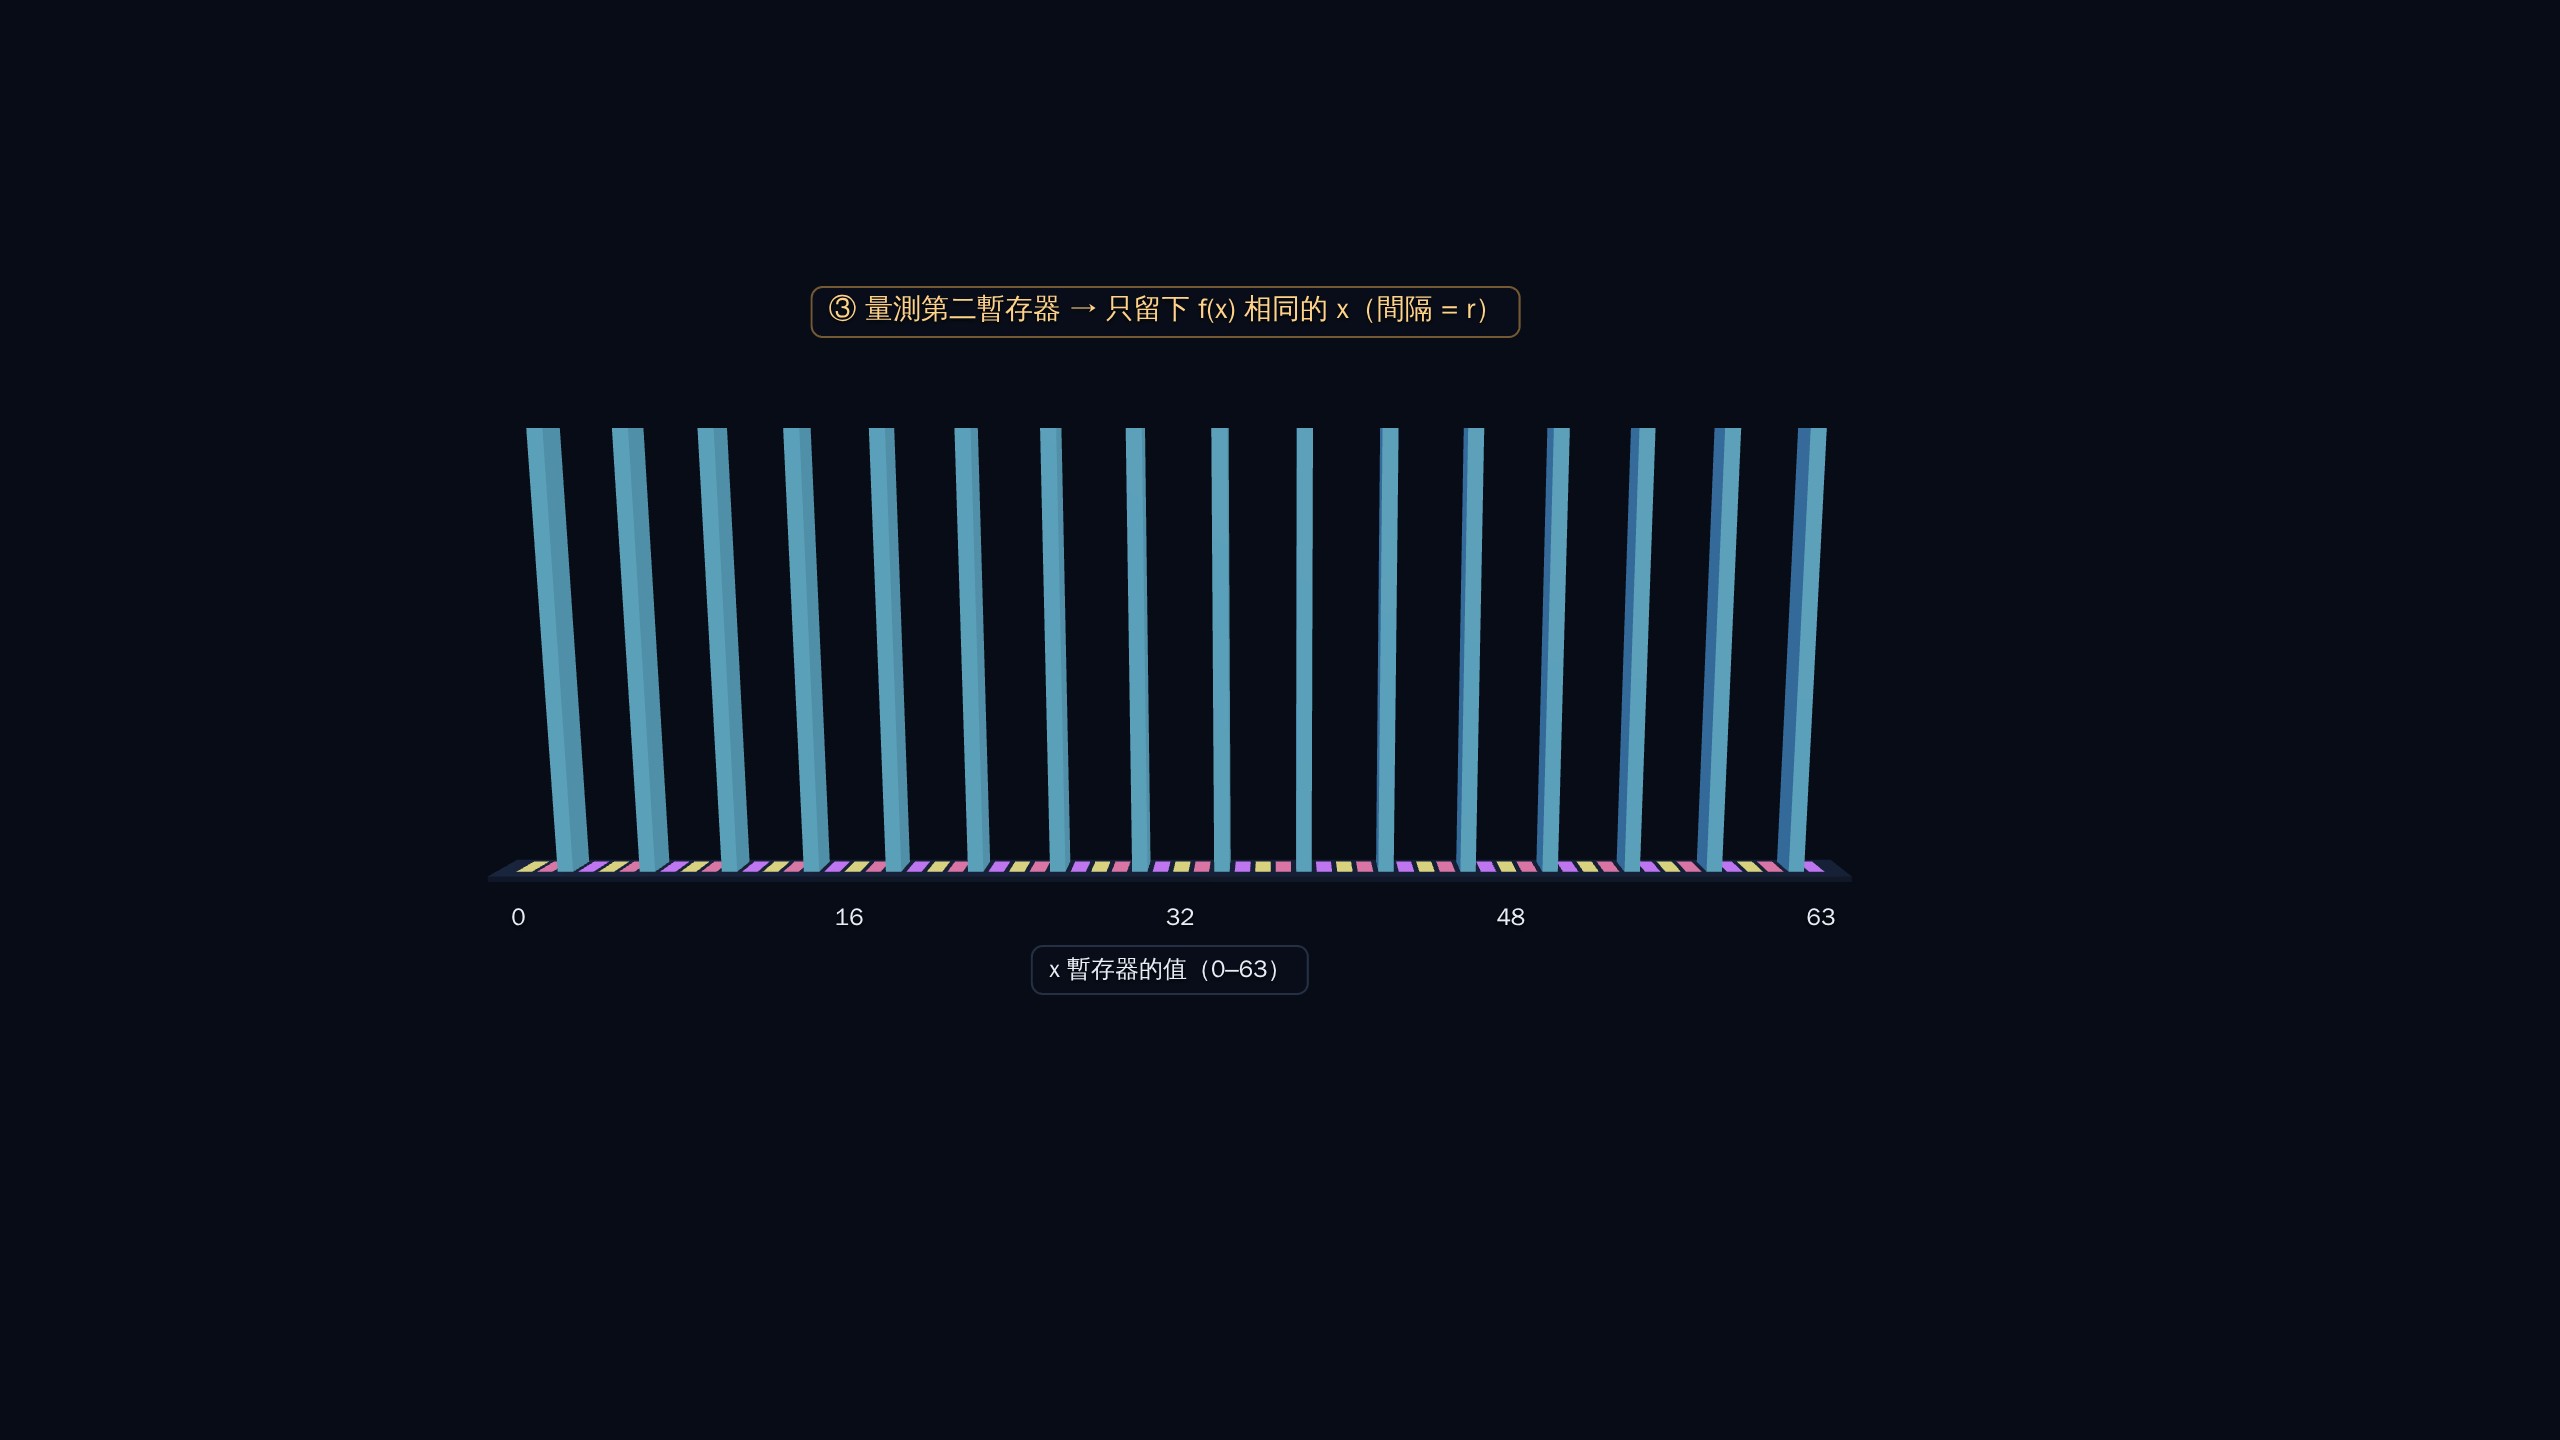 ③ 量測第二暫存器 → 只留下 f(x) 相同的 x（間隔 = r）
0 16 32 48 63
x 暫存器的值（0–63）